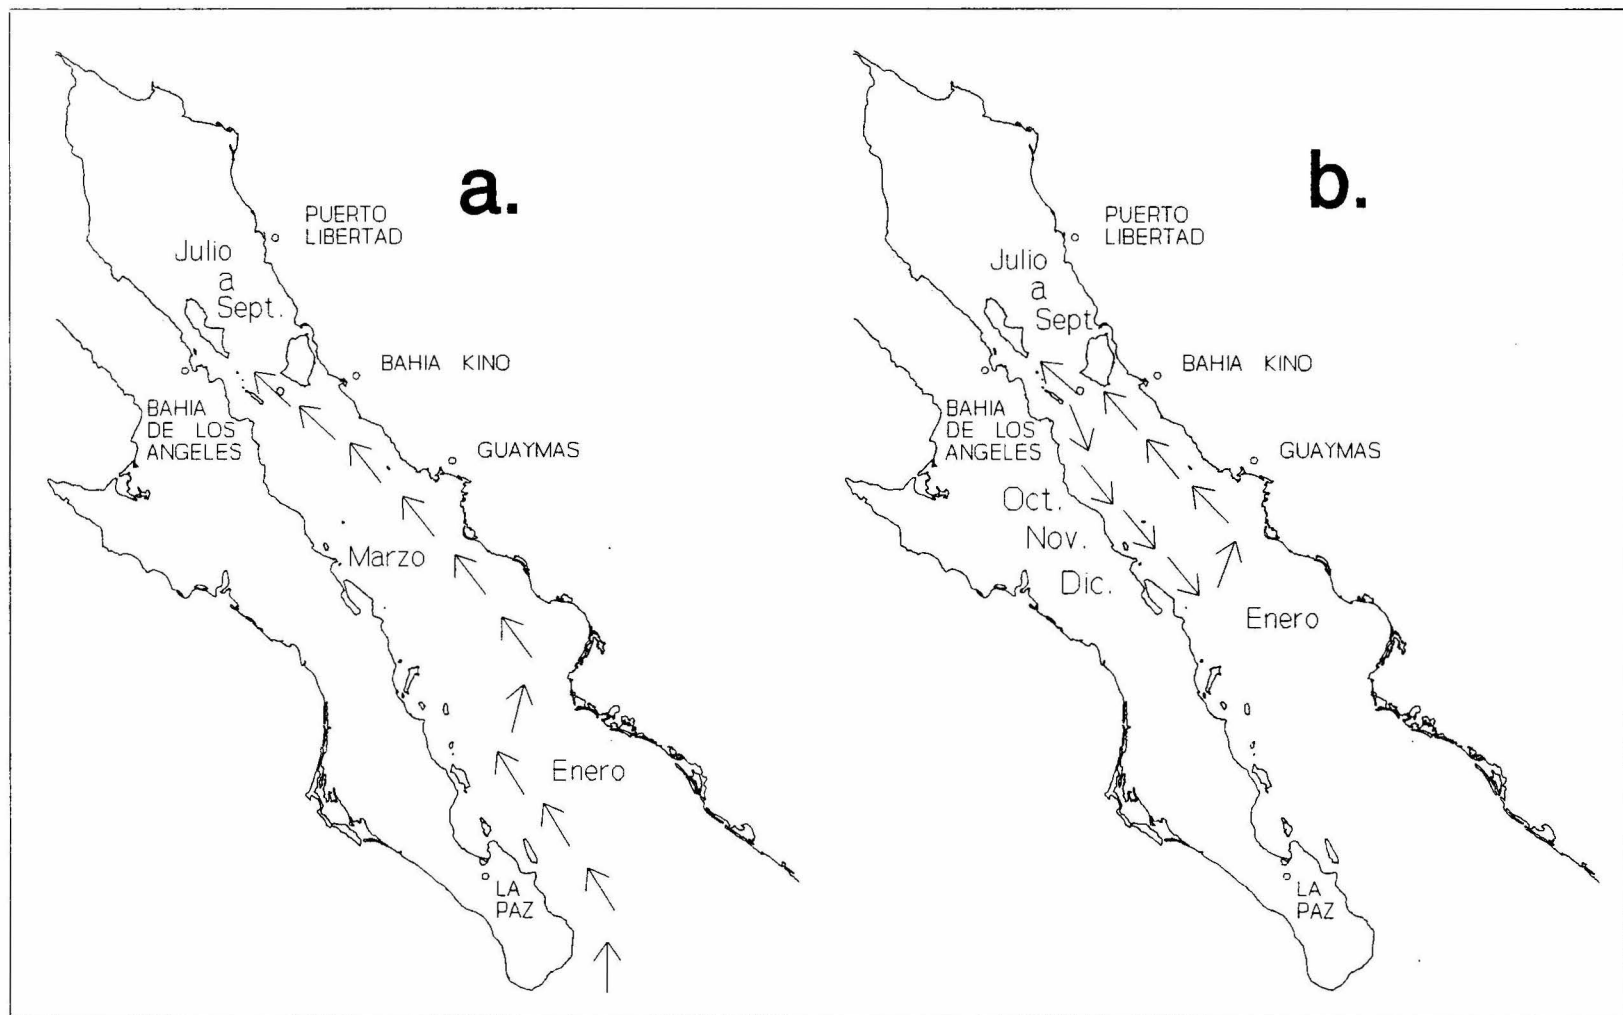 a.
PUERTO
LIBERTAD
Julio
a
Sept.
BAHIA KINO
BAHIA
DE LOS
ANGELES
GUAYMAS
Marzo
Enero
LA
PAZ
b.
PUERTO
LIBERTAD
Julio
a
Sept.
BAHIA KINO
BAHIA
DE LOS
ANGELES
GUAYMAS
Oct.
Nov.
Dic.
Enero
LA
PAZ